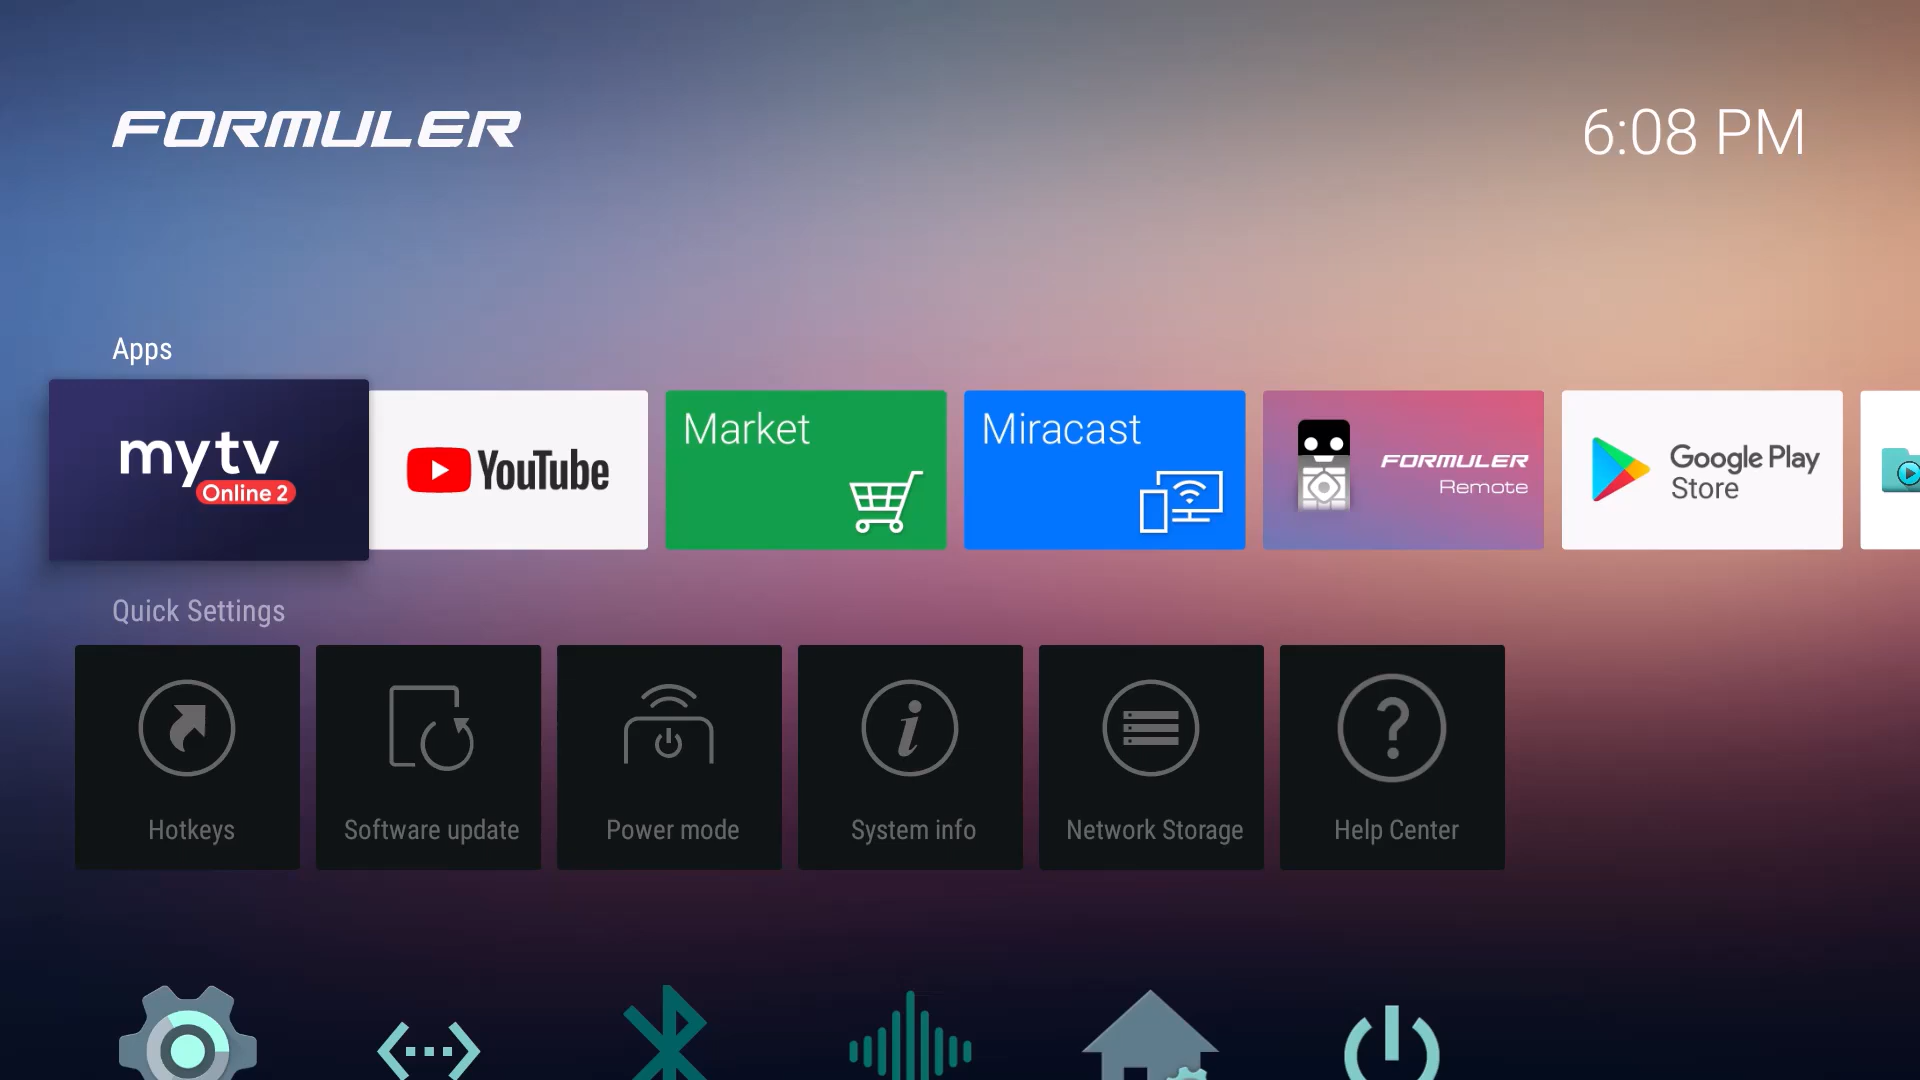 FORMULER
6:08 PM
Apps
mytv
Online 2
YouTube
Market
Miracast
FORMULER
Remote
Google Play
Store
Quick Settings
Hotkeys
Software update
Power mode
System info
Network Storage
Help Center